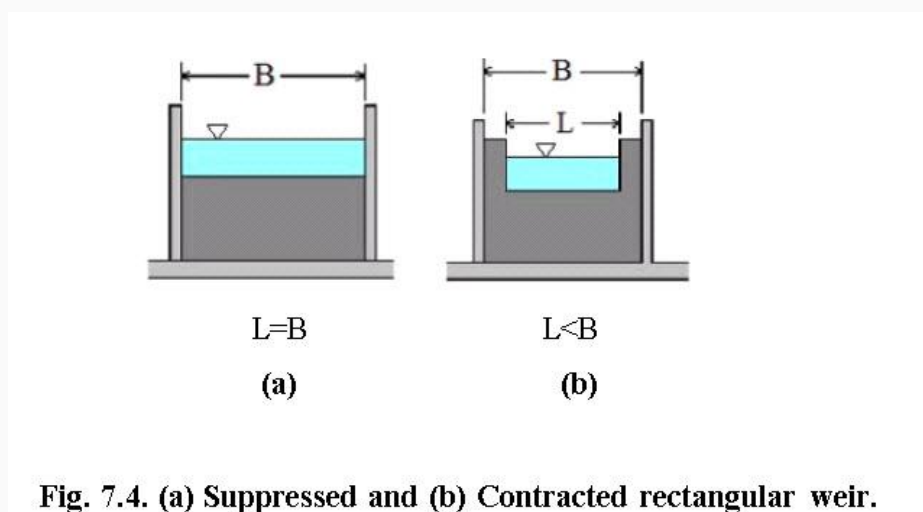 B
B
L
L=B
L<B
(a)
(b)
Fig. 7.4. (a) Suppressed and (b) Contracted rectangular weir.